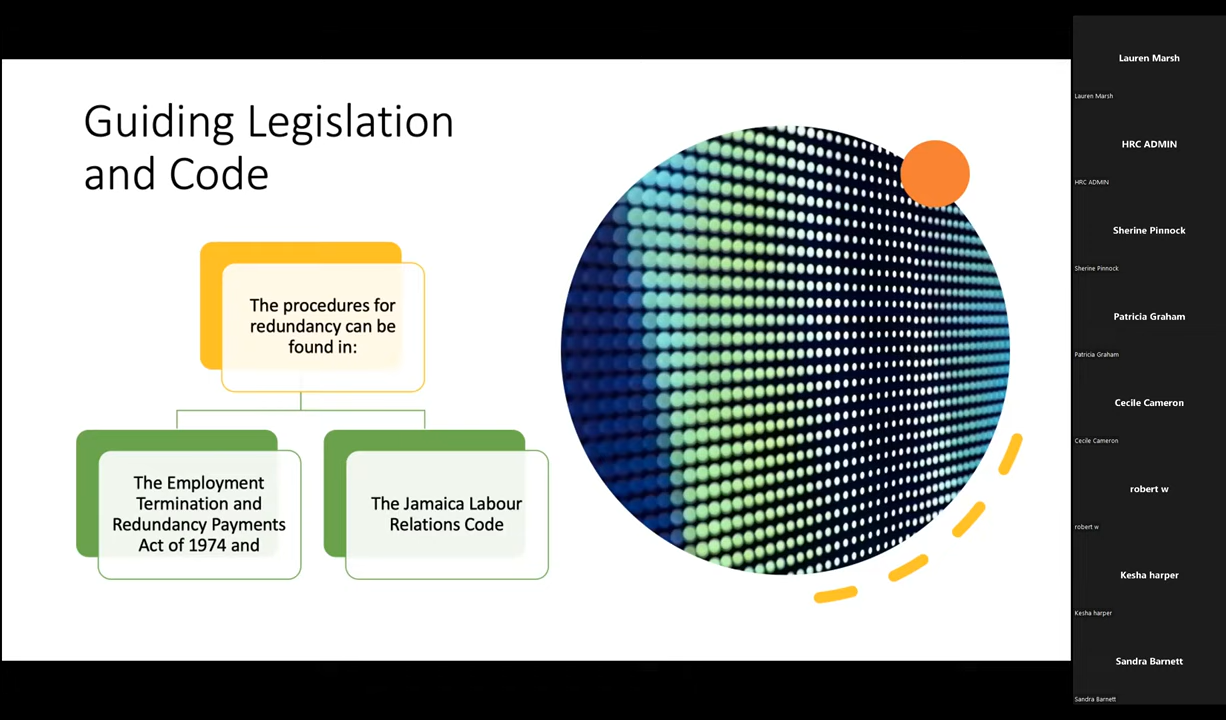 Guiding Legislation
and Code
The procedures for
redundancy can be
found in:
The Employment
Termination and
Redundancy Payments
Act of 1974 and
The Jamaica Labour
Relations Code
Lauren Marsh
Lauren Marsh
HRC ADMIN
HRC ADMIN
Sherine Pinnock
Sherine Pinnock
Patricia Graham
Patricia Graham
Cecile Cameron
Cecile Cameron
robert w
robert w
Kesha harper
Kesha harper
Sandra Barnett
Sandra Barnett